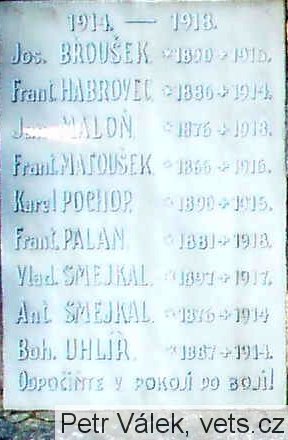 1914. — 1918.
Jos. BROUŠEK. *1890 +1915.
Frant. HABROVEC. *1886 +1914.
MALOŇ. *1876 +1918.
Frant. MAŤOUŠEK. *1866 +1916.
Karel POCHOP. *1890 +1915.
Frant. PALAN. *1881 +1918.
Vlad. SMEJKAL. *1897 +1917.
Ant. SMEJKAL. *1876 +1914
Boh. UHLÍŘ. *1887 +1914.
ODPOČIŇTE V POKOJI PO BOJI!
Petr Válek, vets.cz